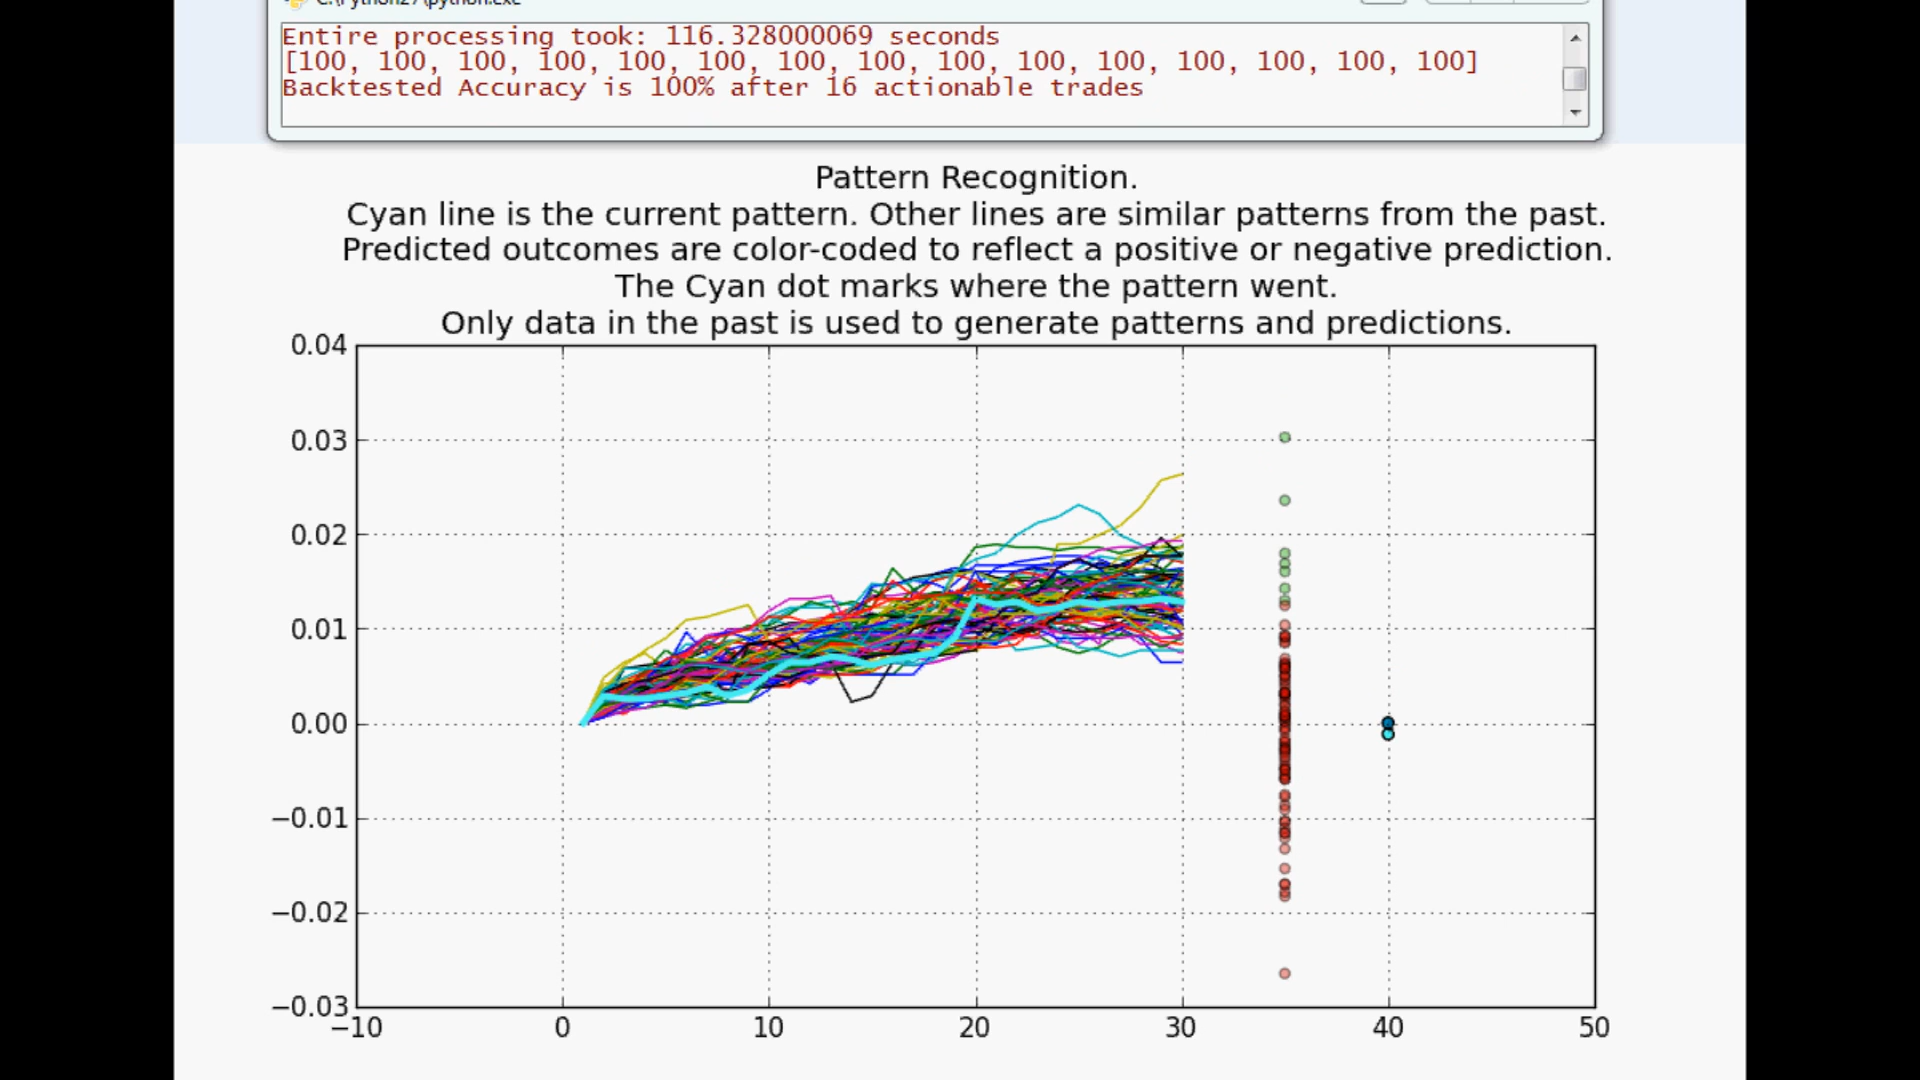 C:\Python27\python.exe
Entire processing took: 116.328000069 seconds
[100, 100, 100, 100, 100, 100, 100, 100, 100, 100, 100, 100, 100, 100, 100]
Backtested Accuracy is 100% after 16 actionable trades
Pattern Recognition.
Cyan line is the current pattern. Other lines are similar patterns from the past.
Predicted outcomes are color-coded to reflect a positive or negative prediction.
The Cyan dot marks where the pattern went.
Only data in the past is used to generate patterns and predictions.
0.04
0.03
0.02
0.01
0.00
−0.01
−0.02
−0.03
−10 0 10 20 30 40 50